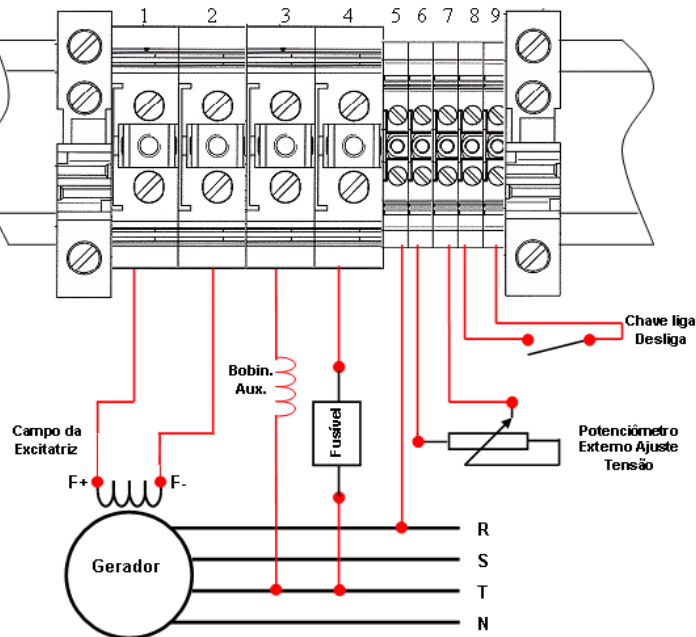 1 2 3 4 5 6 7 8 9
Chave liga
Desliga
Bobin.
Aux.
Fusível
Campo da
Excitatriz
Potenciômetro
Externo Ajuste
Tensão
F+ F-
Gerador
R
S
T
N